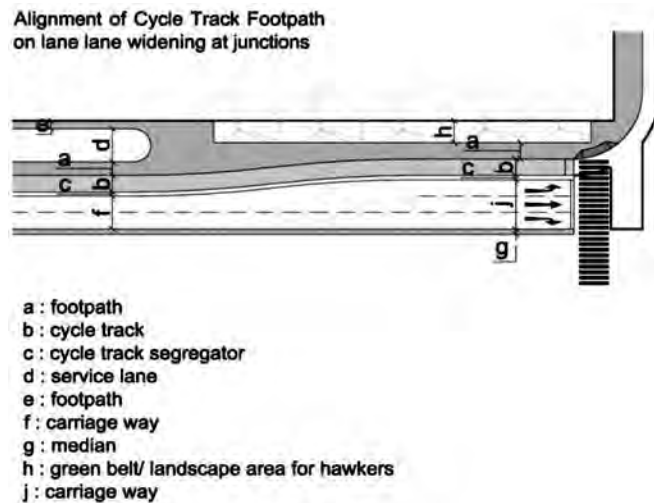 Alignment of Cycle Track Footpath
on lane lane widening at junctions
e
d
h
a
a
c
b
c
b
f
j
g
a : footpath
b : cycle track
c : cycle track segregator
d : service lane
e : footpath
f : carriage way
g : median
h : green belt/ landscape area for hawkers
j : carriage way